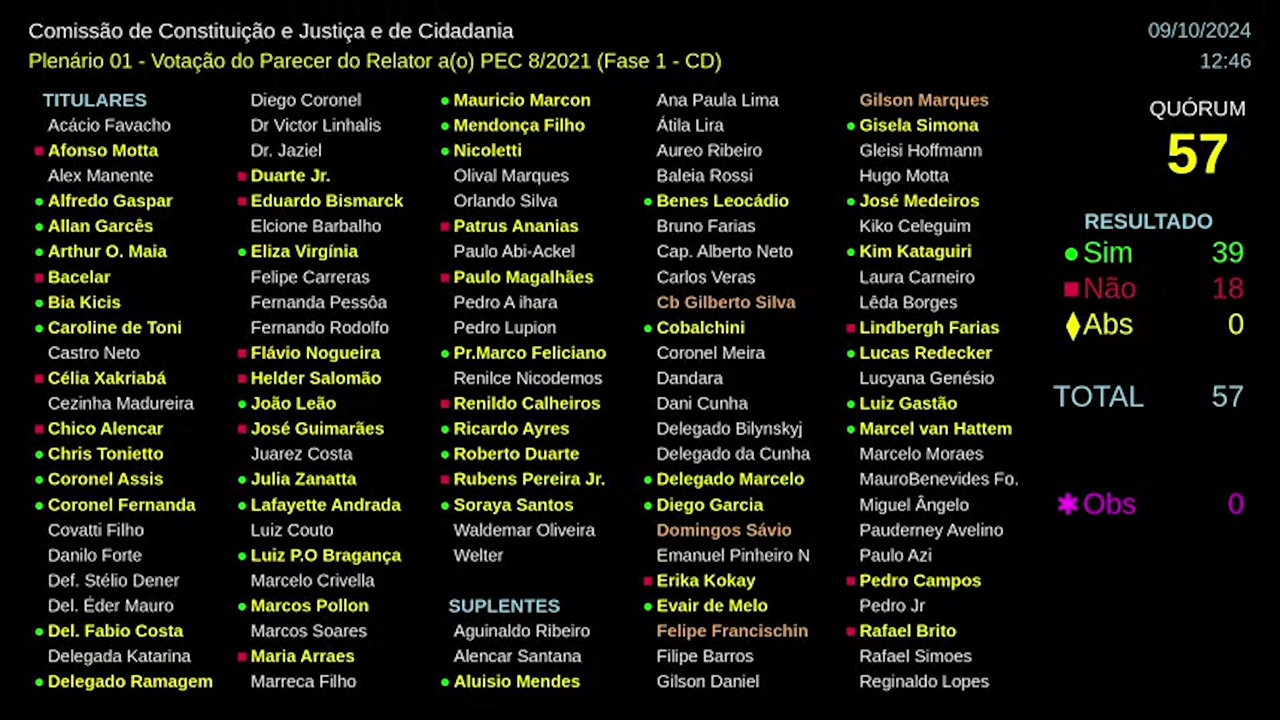 Comissão de Constituição e Justiça e de Cidadania
09/10/2024
Plenário 01 - Votação do Parecer do Relator a(o) PEC 8/2021 (Fase 1 - CD)
12:46
TITULARES
Acácio Favacho
Afonso Motta
Alex Manente
Alfredo Gaspar
Allan Garcês
Arthur O. Maia
Bacelar
Bia Kicis
Caroline de Toni
Castro Neto
Célia Xakriabá
Cezinha Madureira
Chico Alencar
Chris Tonietto
Coronel Assis
Coronel Fernanda
Covatti Filho
Danilo Forte
Def. Stélio Dener
Del. Éder Mauro
Del. Fabio Costa
Delegada Katarina
Delegado Ramagem
Diego Coronel
Dr Victor Linhalis
Dr. Jaziel
Duarte Jr.
Eduardo Bismarck
Elcione Barbalho
Eliza Virgínia
Felipe Carreras
Fernanda Pessôa
Fernando Rodolfo
Flávio Nogueira
Helder Salomão
João Leão
José Guimarães
Juarez Costa
Julia Zanatta
Lafayette Andrada
Luiz Couto
Luiz P.O Bragança
Marcelo Crivella
Marcos Pollon
Marcos Soares
Maria Arraes
Marreca Filho
Mauricio Marcon
Mendonça Filho
Nicoletti
Olival Marques
Orlando Silva
Patrus Ananias
Paulo Abi-Ackel
Paulo Magalhães
Pedro A ihara
Pedro Lupion
Pr.Marco Feliciano
Renilce Nicodemos
Renildo Calheiros
Ricardo Ayres
Roberto Duarte
Rubens Pereira Jr.
Soraya Santos
Waldemar Oliveira
Welter
SUPLENTES
Aguinaldo Ribeiro
Alencar Santana
Aluisio Mendes
Ana Paula Lima
Átila Lira
Aureo Ribeiro
Baleia Rossi
Benes Leocádio
Bruno Farias
Cap. Alberto Neto
Carlos Veras
Cb Gilberto Silva
Cobalchini
Coronel Meira
Dandara
Dani Cunha
Delegado Bilynskyj
Delegado da Cunha
Delegado Marcelo
Diego Garcia
Domingos Sávio
Emanuel Pinheiro N
Erika Kokay
Evair de Melo
Felipe Francischin
Filipe Barros
Gilson Daniel
Gilson Marques
Gisela Simona
Gleisi Hoffmann
Hugo Motta
José Medeiros
Kiko Celeguim
Kim Kataguiri
Laura Carneiro
Lêda Borges
Lindbergh Farias
Lucas Redecker
Lucyana Genésio
Luiz Gastão
Marcel van Hattem
Marcelo Moraes
MauroBenevides Fo.
Miguel Ângelo
Pauderney Avelino
Paulo Azi
Pedro Campos
Pedro Jr
Rafael Brito
Rafael Simoes
Reginaldo Lopes
QUÓRUM
57
RESULTADO
Sim 39
Não 18
Abs 0
TOTAL 57
Obs 0